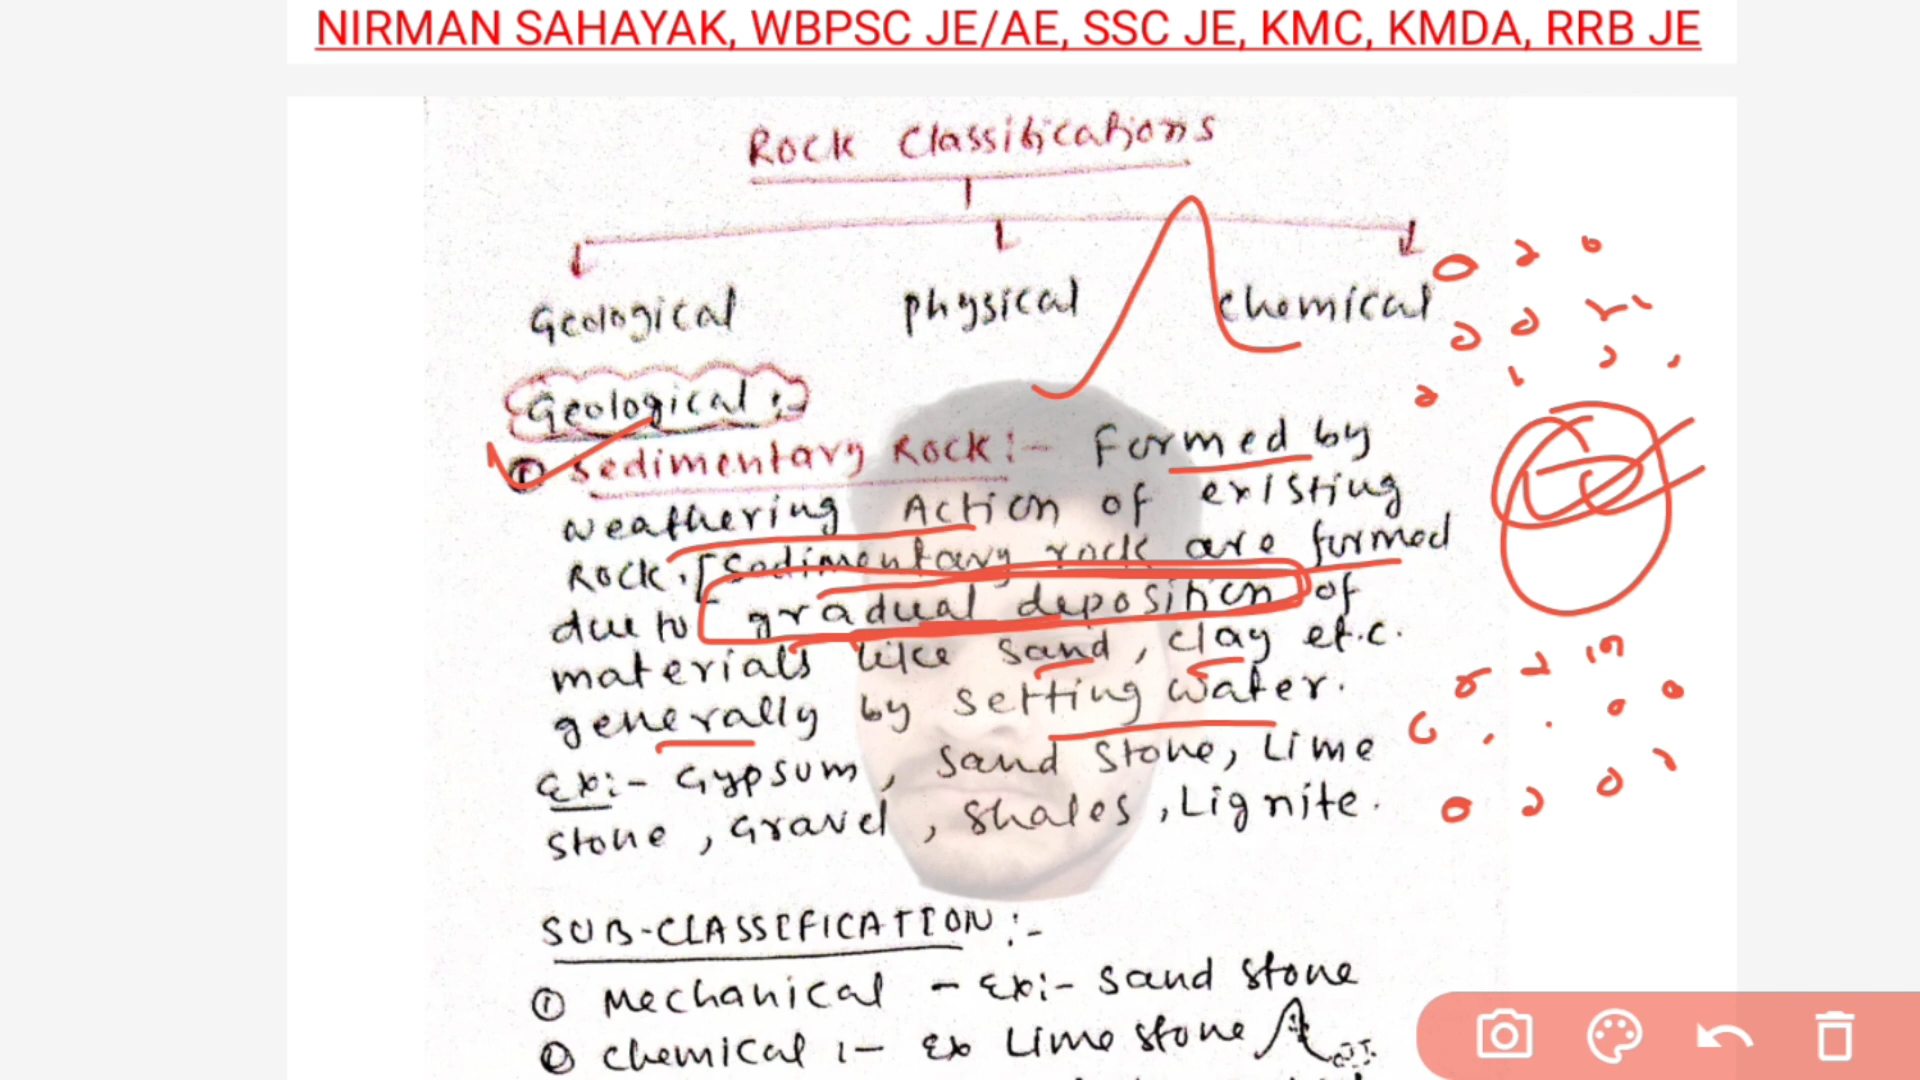 NIRMAN SAHAYAK, WBPSC JE/AE, SSC JE, KMC, KMDA, RRB JE
Rock Classifications
Geological physical chemical
Geological :-
① Sedimentary Rock :- Formed by
weathering Action of existing
Rock. [Sedimentary rock are formed
due to gradual deposition of
materials like sand, clay et.c.
generally by setting water.
Ex:- Gypsum, sand stone, Lime
stone, Gravel, shales, Lignite.
SUB-CLASSIFICATION :-
① Mechanical - Ex:- sand stone
② chemical :- Ex Lime stone